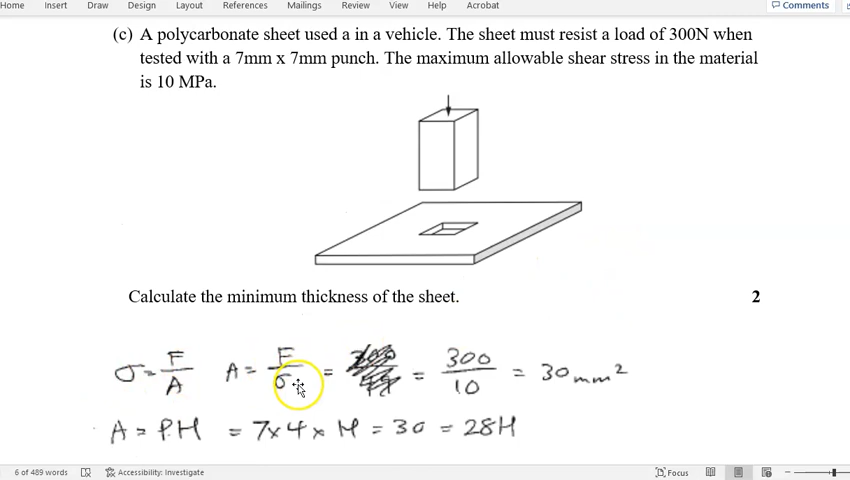 Home Insert Draw Design Layout References Mailings Review View Help Acrobat Comments
(c) A polycarbonate sheet used a in a vehicle. The sheet must resist a load of 300N when
tested with a 7mm x 7mm punch. The maximum allowable shear stress in the material
is 10 MPa.
Calculate the minimum thickness of the sheet. 2
σ = F/A A = F/σ = = 300/10 = 30mm²
A = P.H = 7 x 4 x H = 30 = 28H
6 of 489 words Accessibility: Investigate Focus